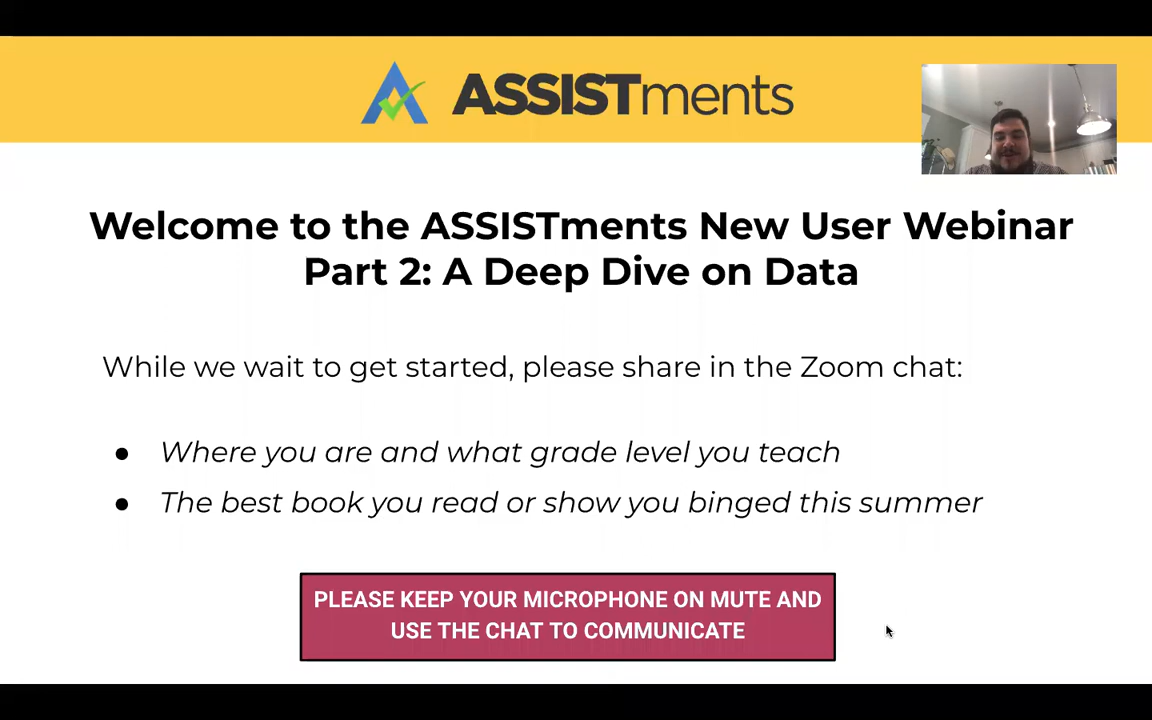 ASSISTments
Welcome to the ASSISTments New User Webinar
Part 2: A Deep Dive on Data
While we wait to get started, please share in the Zoom chat:
● Where you are and what grade level you teach
● The best book you read or show you binged this summer
PLEASE KEEP YOUR MICROPHONE ON MUTE AND
USE THE CHAT TO COMMUNICATE